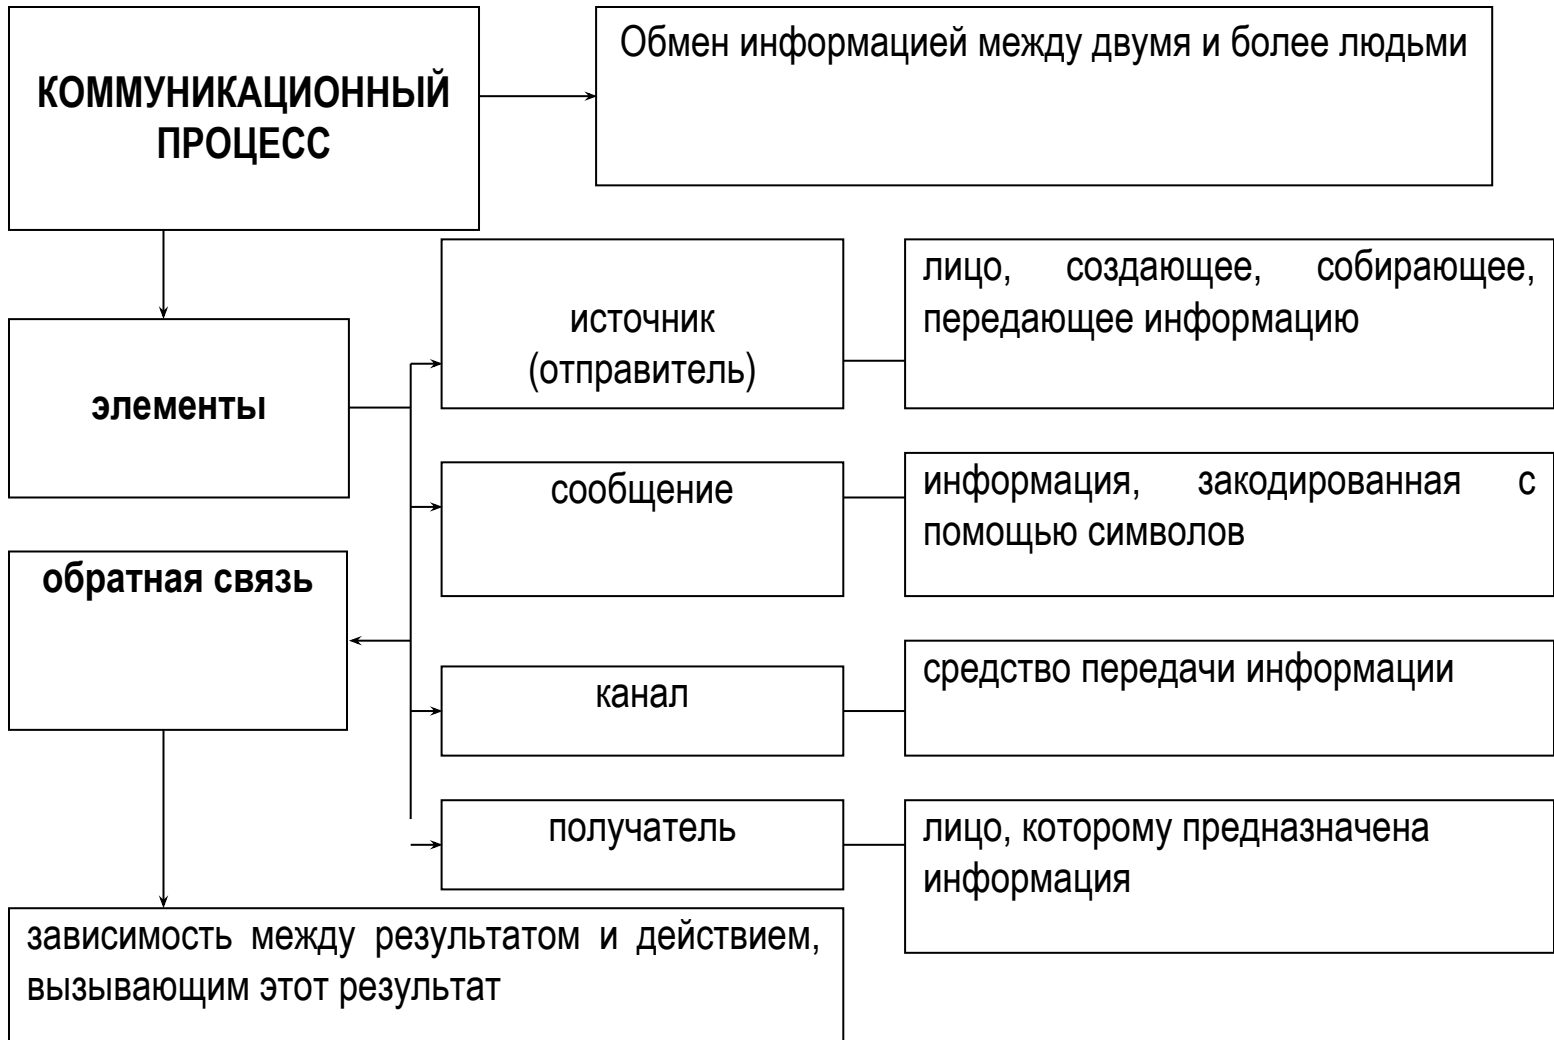 КОММУНИКАЦИОННЫЙ
ПРОЦЕСС
Обмен информацией между двумя и более людьми
элементы
источник
(отправитель)
лицо, создающее, собирающее,
передающее информацию
сообщение
информация, закодированная с
помощью символов
обратная связь
канал
средство передачи информации
получатель
лицо, которому предназначена
информация
зависимость между результатом и действием,
вызывающим этот результат